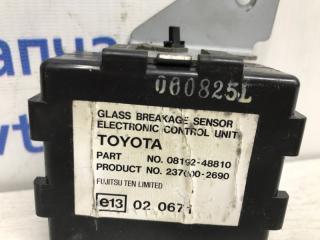 060825L
GLASS BREAKAGE SENSOR
ELECTRONIC CONTROL UNIT
TOYOTA
PART NO. 08192-48810
PRODUCT NO. 237000-2690
FUJITSU TEN LIMITED
e13 02 0671